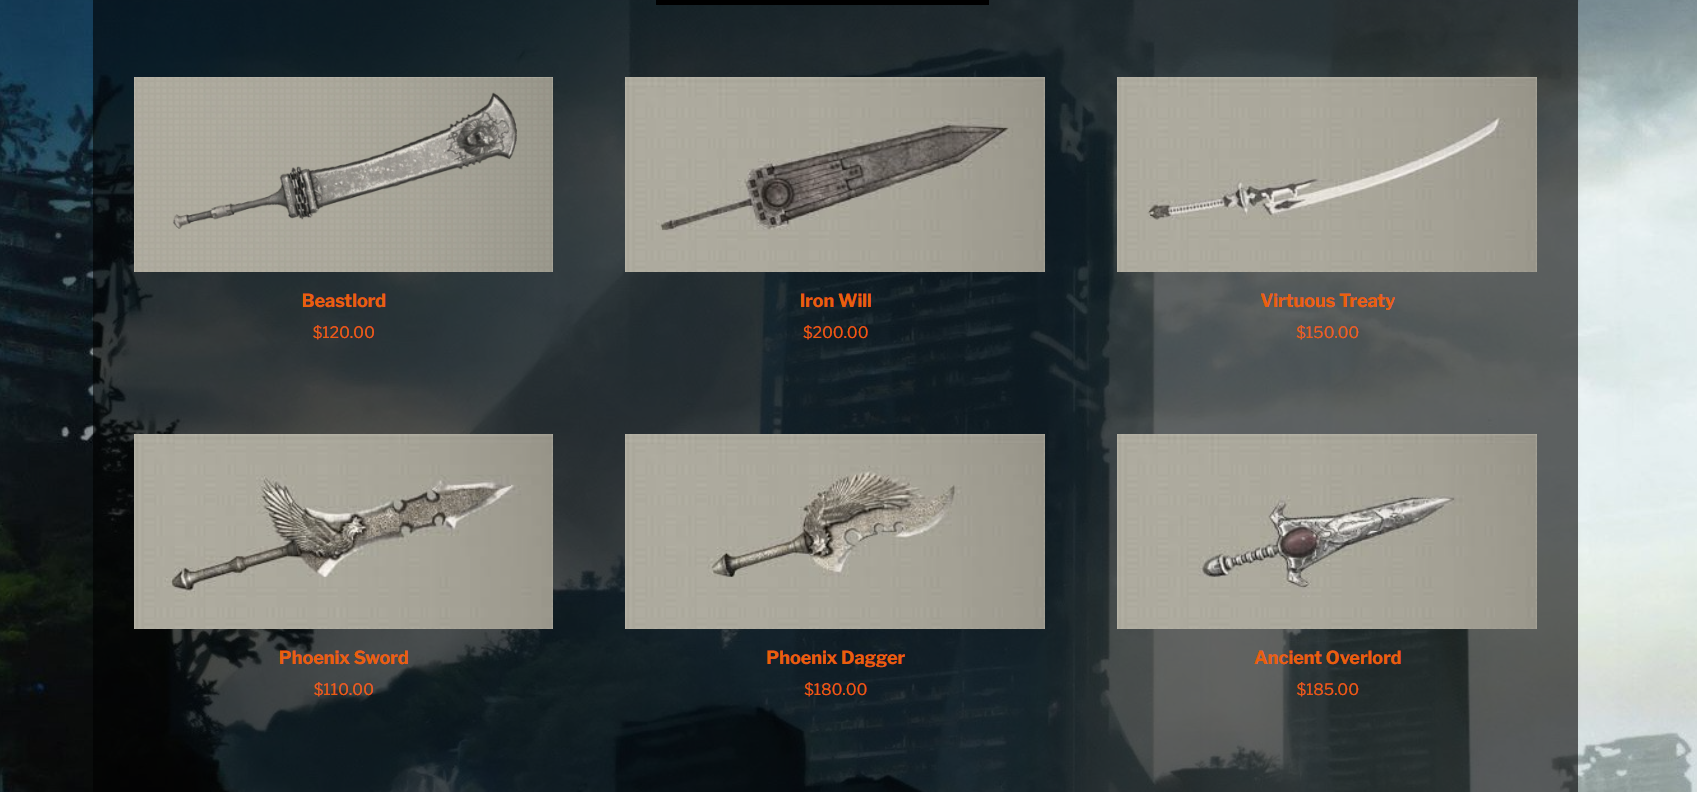 Beastlord
$120.00
Iron Will
$200.00
Virtuous Treaty
$150.00
Phoenix Sword
$110.00
Phoenix Dagger
$180.00
Ancient Overlord
$185.00